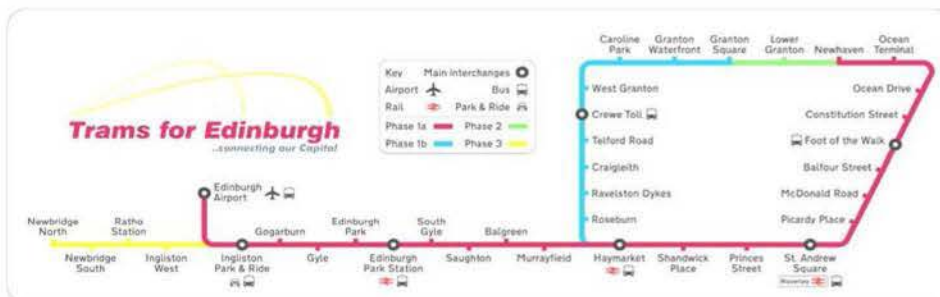 Trams for Edinburgh
...connecting our Capital
Key Main interchanges
Airport Bus
Rail Park & Ride
Phase 1a Phase 2
Phase 1b Phase 3
Caroline
Park
Granton
Waterfront
Granton
Square
Lower
Granton
Newhaven
Ocean
Terminal
West Granton
Crewe Toll
Telford Road
Craigleith
Ravelston Dykes
Roseburn
Ocean Drive
Constitution Street
Foot of the Walk
Balfour Street
McDonald Road
Picardy Place
Edinburgh
Airport
Newbridge
North
Ratho
Station
Gogarburn
Edinburgh
Park
South
Gyle
Balgreen
Newbridge
South
Ingliston
West
Ingliston
Park & Ride
Gyle
Edinburgh
Park Station
Saughton
Murrayfield
Haymarket
Shandwick
Place
Princes
Street
St. Andrew
Square
Waverley